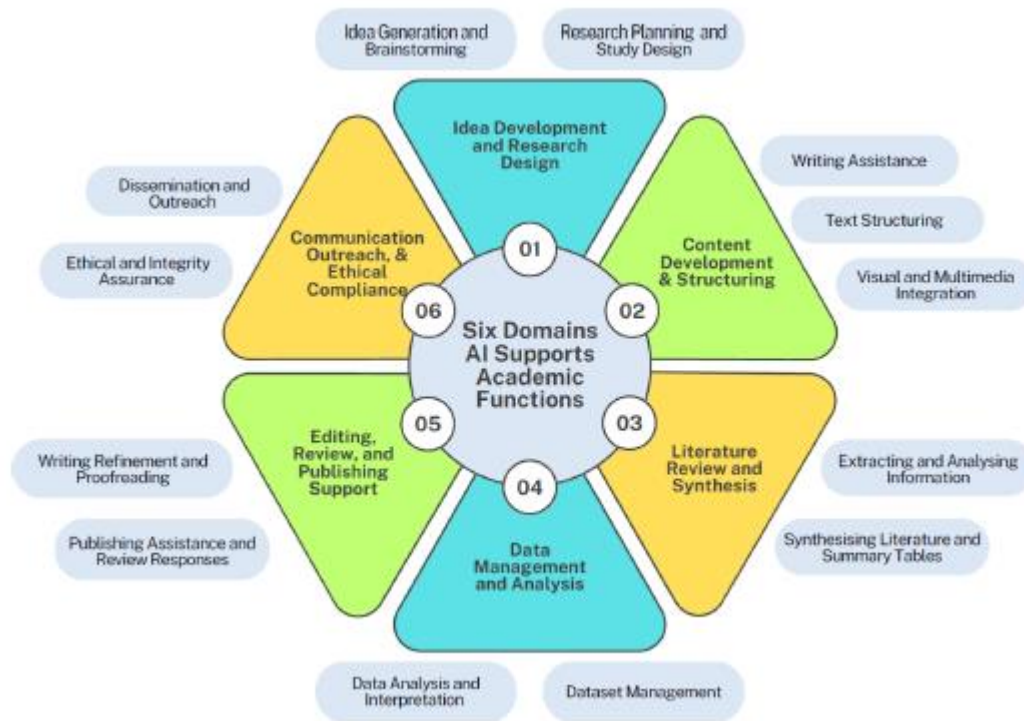 Idea Generation and
Brainstorming
Research Planning and
Study Design
Idea Development
and Research
Design
01
Writing Assistance
Text Structuring
Visual and Multimedia
Integration
Content
Development
& Structuring
02
Dissemination and
Outreach
Ethical and Integrity
Assurance
Communication
Outreach, &
Ethical
Compliance
06
Six Domains
AI Supports
Academic
Functions
05
Editing,
Review, and
Publishing
Support
Writing Refinement and
Proofreading
Publishing Assistance and
Review Responses
03
Literature
Review and
Synthesis
Extracting and Analysing
Information
Synthesising Literature and
Summary Tables
04
Data
Management
and Analysis
Data Analysis and
Interpretation
Dataset Management